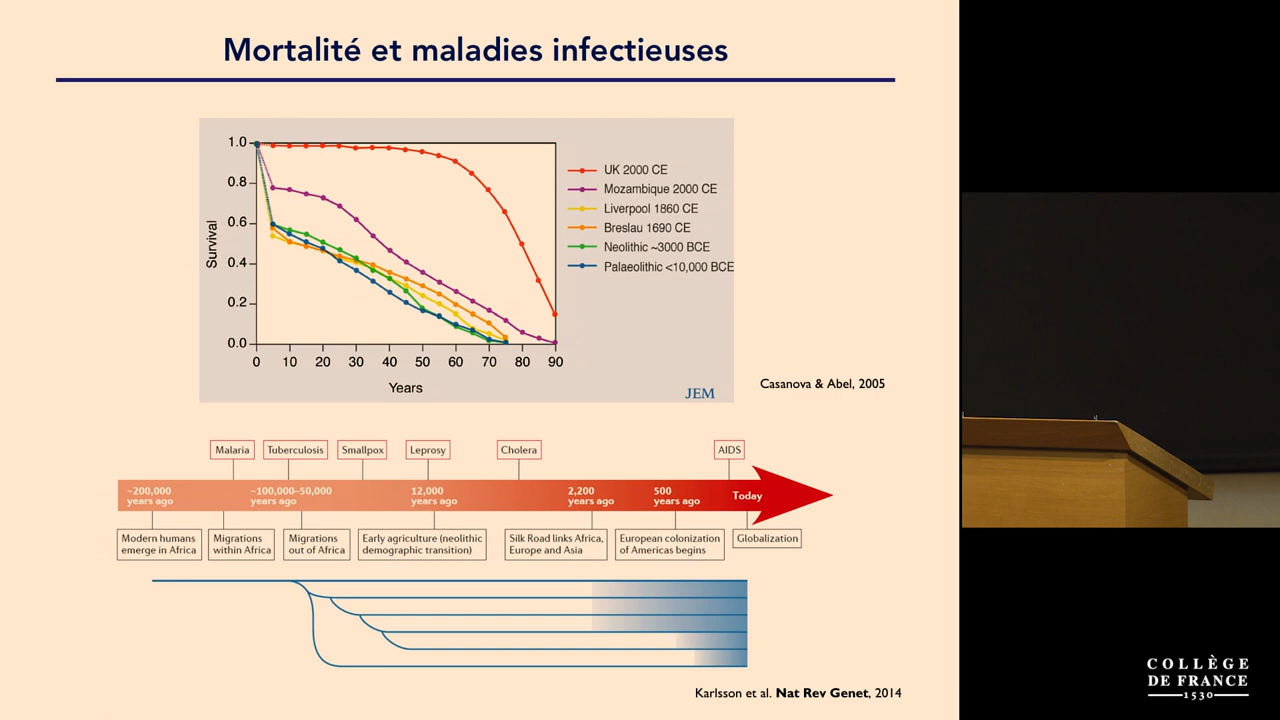 Mortalité et maladies infectieuses
1.0
0.8
0.6
0.4
0.2
0.0
Survival
0 10 20 30 40 50 60 70 80 90
Years
UK 2000 CE
Mozambique 2000 CE
Liverpool 1860 CE
Breslau 1690 CE
Neolithic ~3000 BCE
Palaeolithic <10,000 BCE
JEM
Casanova & Abel, 2005
Malaria
Tuberculosis
Smallpox
Leprosy
Cholera
AIDS
~200,000
years ago
~100,000–50,000
years ago
12,000
years ago
2,200
years ago
500
years ago
Today
Modern humans
emerge in Africa
Migrations
within Africa
Migrations
out of Africa
Early agriculture (neolithic
demographic transition)
Silk Road links Africa,
Europe and Asia
European colonization
of Americas begins
Globalization
Karlsson et al. Nat Rev Genet, 2014
COLLÈGE
DE FRANCE
1530